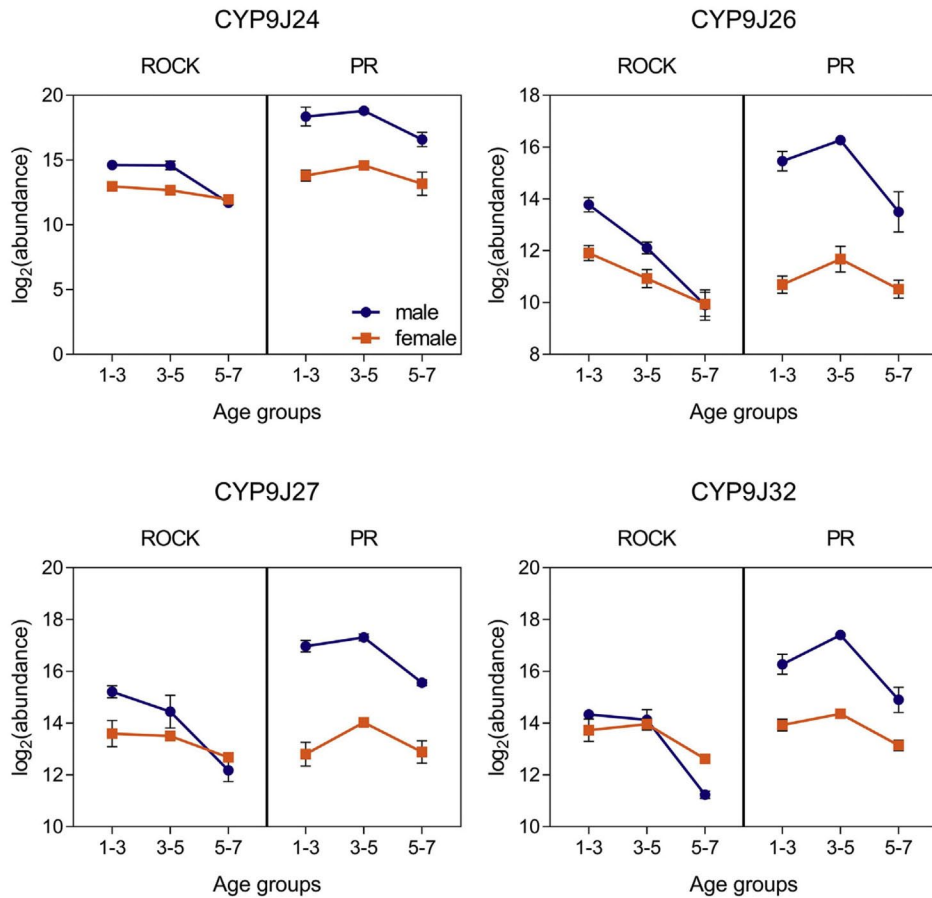 CYP9J24
ROCK PR
20
15
10
5
0
log2(abundance)
male
female
1-3 3-5 5-7 1-3 3-5 5-7
Age groups
CYP9J26
ROCK PR
16
14
12
10
8
log2(abundance)
1-3 3-5 5-7 1-3 3-5 5-7
Age groups
CYP9J27
ROCK PR
20
18
16
14
12
10
log2(abundance)
1-3 3-5 5-7 1-3 3-5 5-7
Age groups
CYP9J32
ROCK PR
20
18
16
14
12
10
log2(abundance)
1-3 3-5 5-7 1-3 3-5 5-7
Age groups